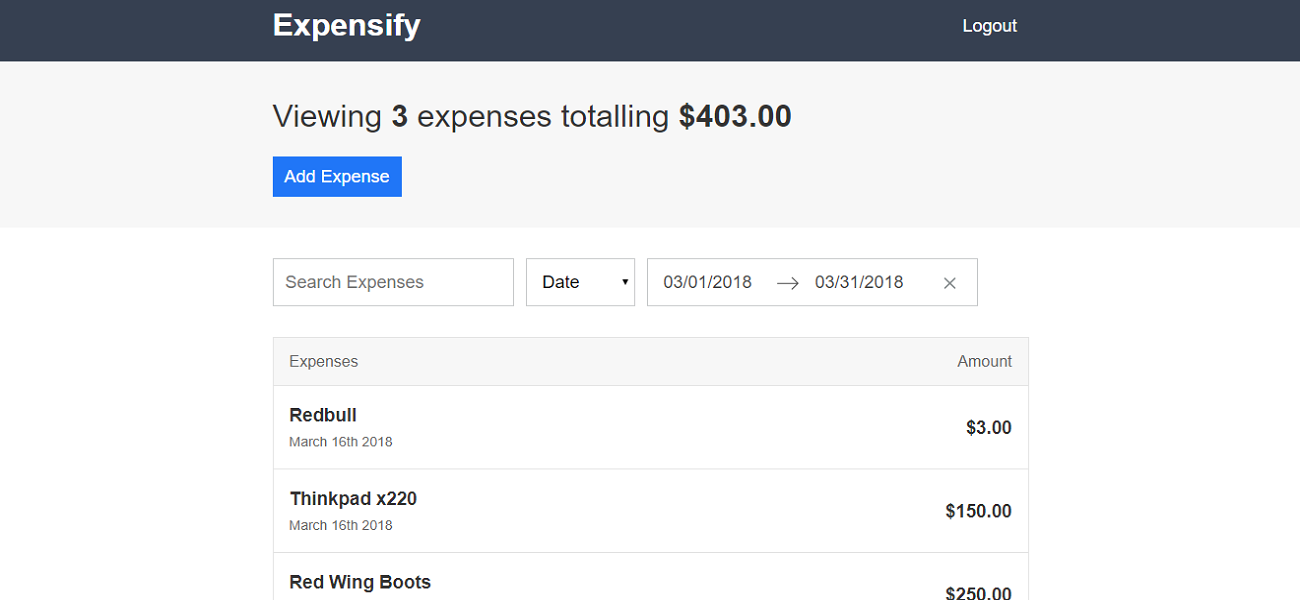 Expensify
Logout
Viewing 3 expenses totalling $403.00
Add Expense
Search Expenses
Date
03/01/2018
03/31/2018
Expenses
Amount
Redbull
March 16th 2018
$3.00
Thinkpad x220
March 16th 2018
$150.00
Red Wing Boots
$250.00